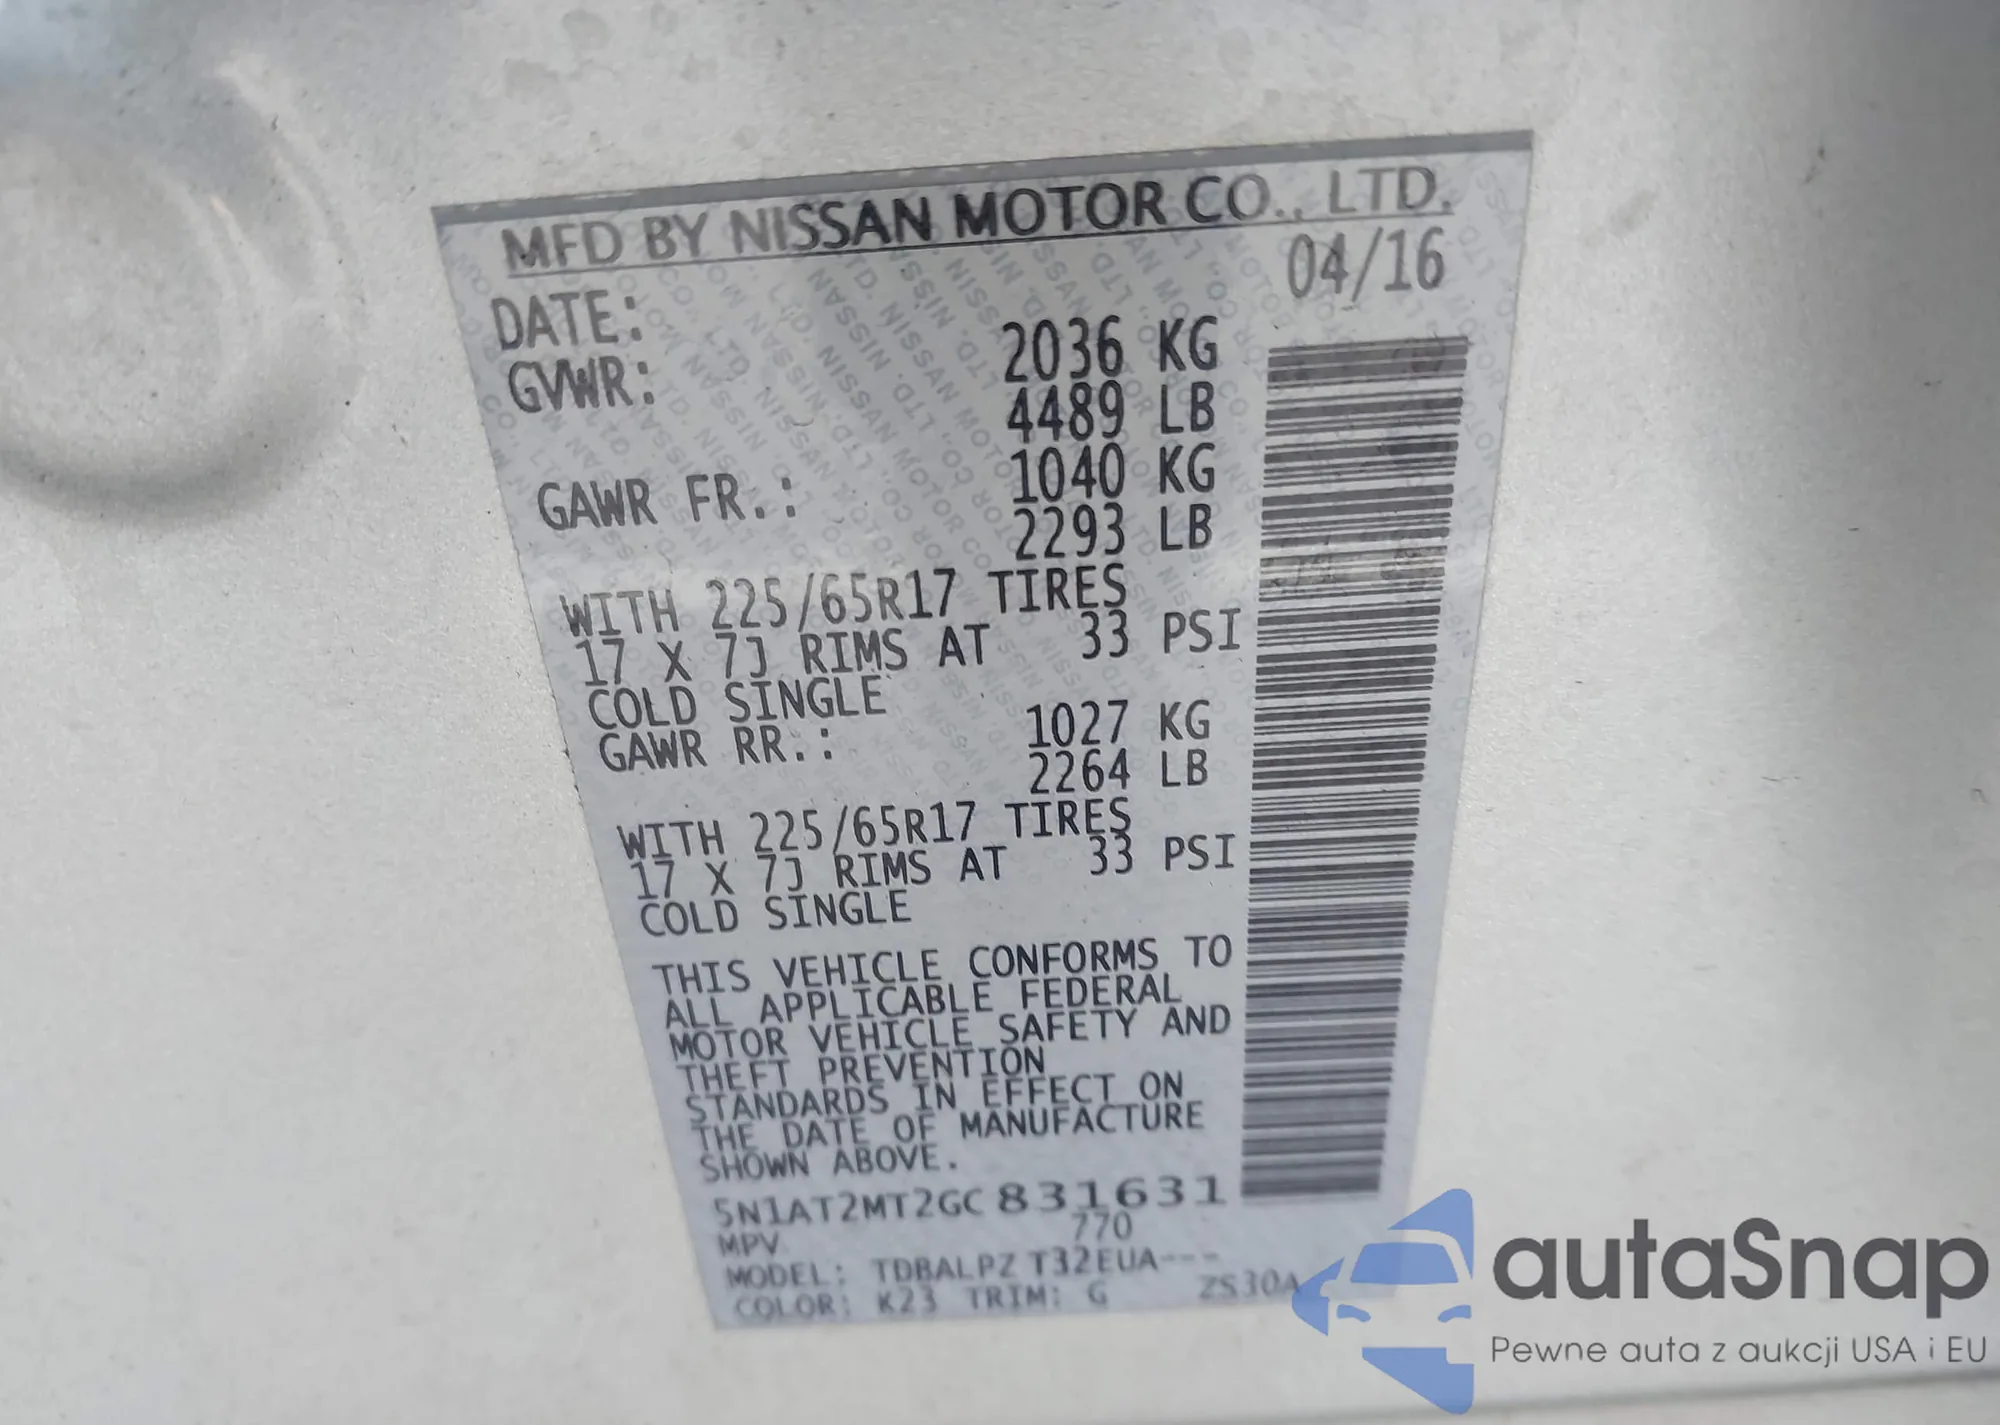 MFD BY NISSAN MOTOR CO., LTD.
DATE: 04/16
GVWR: 2036 KG
4489 LB
GAWR FR.: 1040 KG
2293 LB
WITH 225/65R17 TIRES
17 X 7J RIMS AT 33 PSI
COLD SINGLE
GAWR RR.: 1027 KG
2264 LB
WITH 225/65R17 TIRES
17 X 7J RIMS AT 33 PSI
COLD SINGLE
THIS VEHICLE CONFORMS TO
ALL APPLICABLE FEDERAL
MOTOR VEHICLE SAFETY AND
THEFT PREVENTION
STANDARDS IN EFFECT ON
THE DATE OF MANUFACTURE
SHOWN ABOVE.
5N1AT2MT2GC831631
MPV 770
MODEL: TDBALPZ T32EUA---
COLOR: K23 TRIM: G ZS30A
autaSnap
Pewne auta z aukcji USA i EU